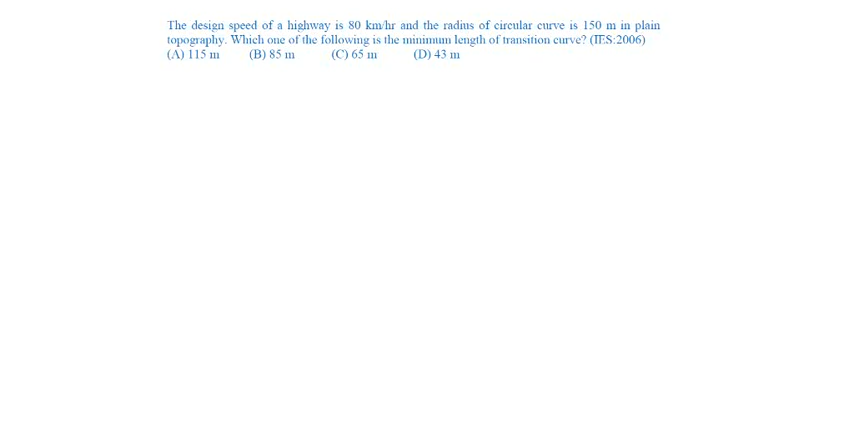 The design speed of a highway is 80 km/hr and the radius of circular curve is 150 m in plain
topography. Which one of the following is the minimum length of transition curve? (IES:2006)
(A) 115 m (B) 85 m (C) 65 m (D) 43 m